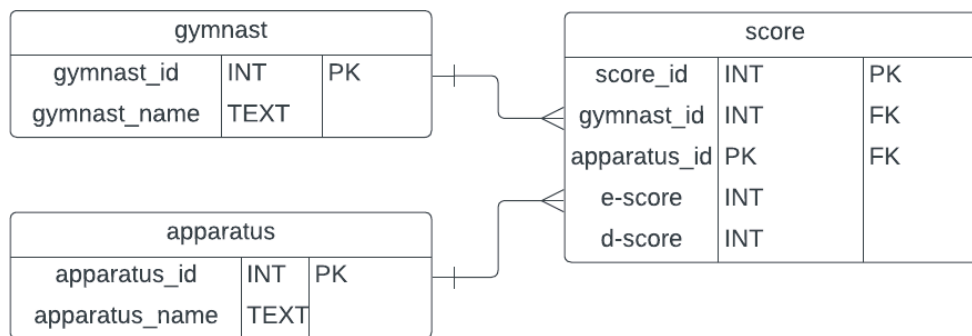 gymnast
gymnast_id INT PK
gymnast_name TEXT
apparatus
apparatus_id INT PK
apparatus_name TEXT
score
score_id INT PK
gymnast_id INT FK
apparatus_id PK FK
e-score INT
d-score INT